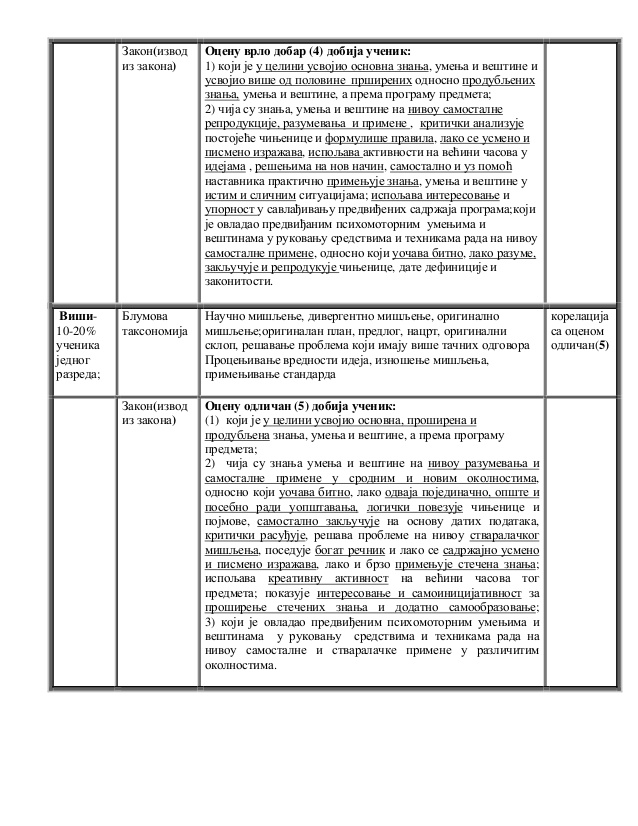 Закон(извод
из закона)
Оцену врло добар (4) добија ученик:
1) који је у целини усвојио основна знања, умења и вештине и
усвојио више од половине прширених односно продубљених
знања, умења и вештине, а према програму предмета;
2) чија су знања, умења и вештине на нивоу самосталне
репродукције, разумевања и примене , критички анализује
постојеће чињенице и формулише правила, лако се усмено и
писмено изражава, испољава активности на већини часова у
идејама , решењима на нов начин, самостално и уз помоћ
наставника практично примењује знања, умења и вештине у
истим и сличним ситуацијама; испољава интересовање и
упорност у савлађивању предвиђених садржаја програма;који
је овладао предвиђаним психомоторним умењима и
вештинама у руковању средствима и техникама рада на нивоу
самосталне примене, односно који уочава битно, лако разуме,
закључује и репродукује чињенице, дате дефиниције и
законитости.
Виши-
10-20%
ученика
једног
разреда;
Блумова
таксономија
Научно мишљење, дивергентно мишљење, оригинално
мишљење;оригиналан план, предлог, нацрт, оригинални
склоп, решавање проблема који имају више тачних одговора
Процењивање вредности идеја, изношење мишљења,
примењивање стандарда
корелација
са оценом
одличан(5)
Закон(извод
из закона)
Оцену одличан (5) добија ученик:
(1) који је у целини усвојио основна, проширена и
продубљена знања, умења и вештине, а према програму
предмета;
2) чија су знања умења и вештине на нивоу разумевања и
самосталне примене у сродним и новим околностима,
односно који уочава битно, лако одваја појединачно, опште и
посебно ради уопштавања, логички повезује чињенице и
појмове, самостално закључује на основу датих података,
критички расуђује, решава проблеме на нивоу стваралачког
мишљења, поседује богат речник и лако се садржајно усмено
и писмено изражава, лако и брзо примењује стечена знања;
испољава креативну активност на већини часова тог
предмета; показује интересовање и самоиницијативност за
проширење стечених знања и додатно самообразовање;
3) који је овладао предвиђеним психомоторним умењима и
вештинама у руковању средствима и техникама рада на
нивоу самосталне и стваралачке примене у различитим
околностима.